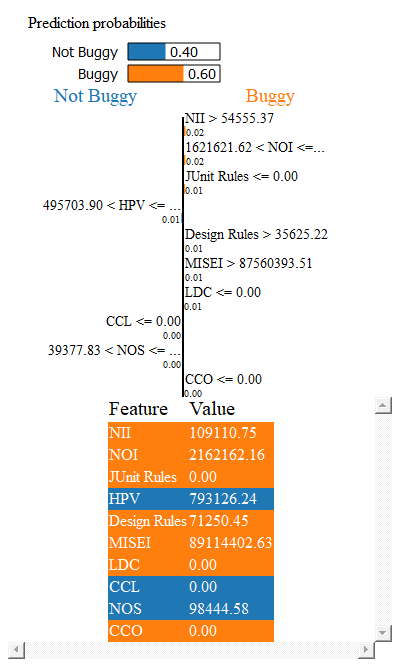 Prediction probabilities
Not Buggy 0.40
Buggy 0.60
Not Buggy Buggy
NII > 54555.37
0.02
1621621.62 < NOI <=...
0.02
JUnit Rules <= 0.00
0.01
495703.90 < HPV <= ...
0.01
Design Rules > 35625.22
0.01
MISEI > 87560393.51
0.01
LDC <= 0.00
0.01
CCL <= 0.00
0.00
39377.83 < NOS <= ...
0.00
CCO <= 0.00
0.00
Feature Value
NII 109110.75
NOI 2162162.16
JUnit Rules 0.00
HPV 793126.24
Design Rules 71250.45
MISEI 89114402.63
LDC 0.00
CCL 0.00
NOS 98444.58
CCO 0.00